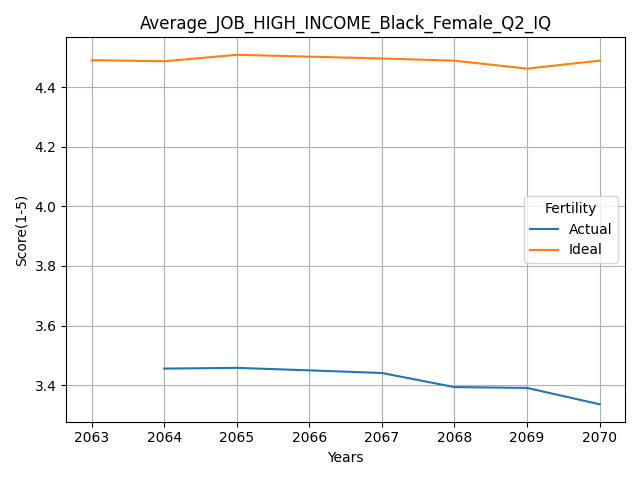 Average_JOB_HIGH_INCOME_Black_Female_Q2_IQ
Score(1-5)
4.4
4.2
4.0
3.8
3.6
3.4
Fertility
Actual
Ideal
2063 2064 2065 2066 2067 2068 2069 2070
Years